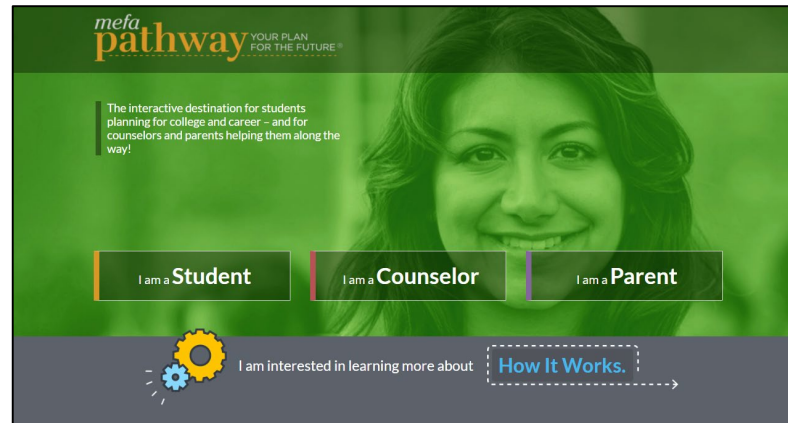 mefa
pathway YOUR PLAN
FOR THE FUTURE®
The interactive destination for students
planning for college and career – and for
counselors and parents helping them along the
way!
I am a Student
I am a Counselor
I am a Parent
I am interested in learning more about How It Works.